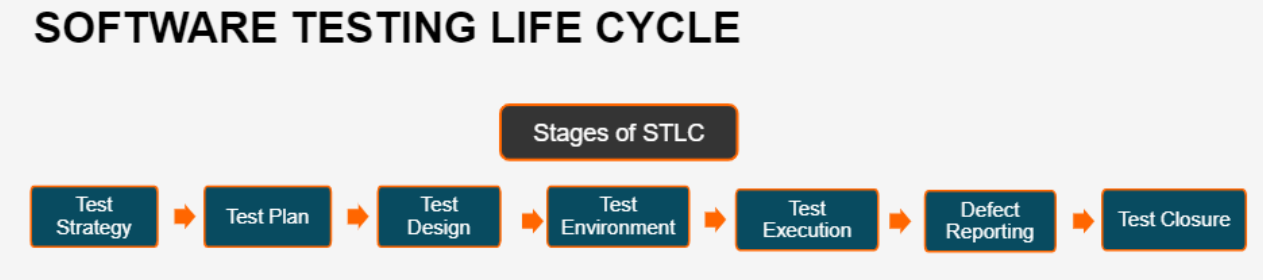 SOFTWARE TESTING LIFE CYCLE
Stages of STLC
Test
Strategy
Test Plan
Test
Design
Test
Environment
Test
Execution
Defect
Reporting
Test Closure